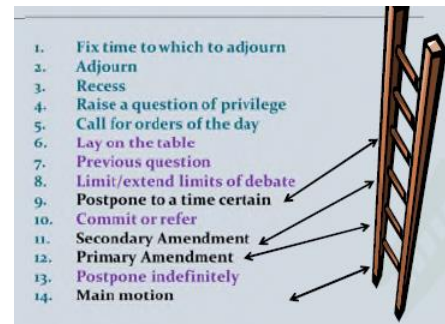 1. Fix time to which to adjourn
2. Adjourn
3. Recess
4. Raise a question of privilege
5. Call for orders of the day
6. Lay on the table
7. Previous question
8. Limit/extend limits of debate
9. Postpone to a time certain
10. Commit or refer
11. Secondary Amendment
12. Primary Amendment
13. Postpone indefinitely
14. Main motion